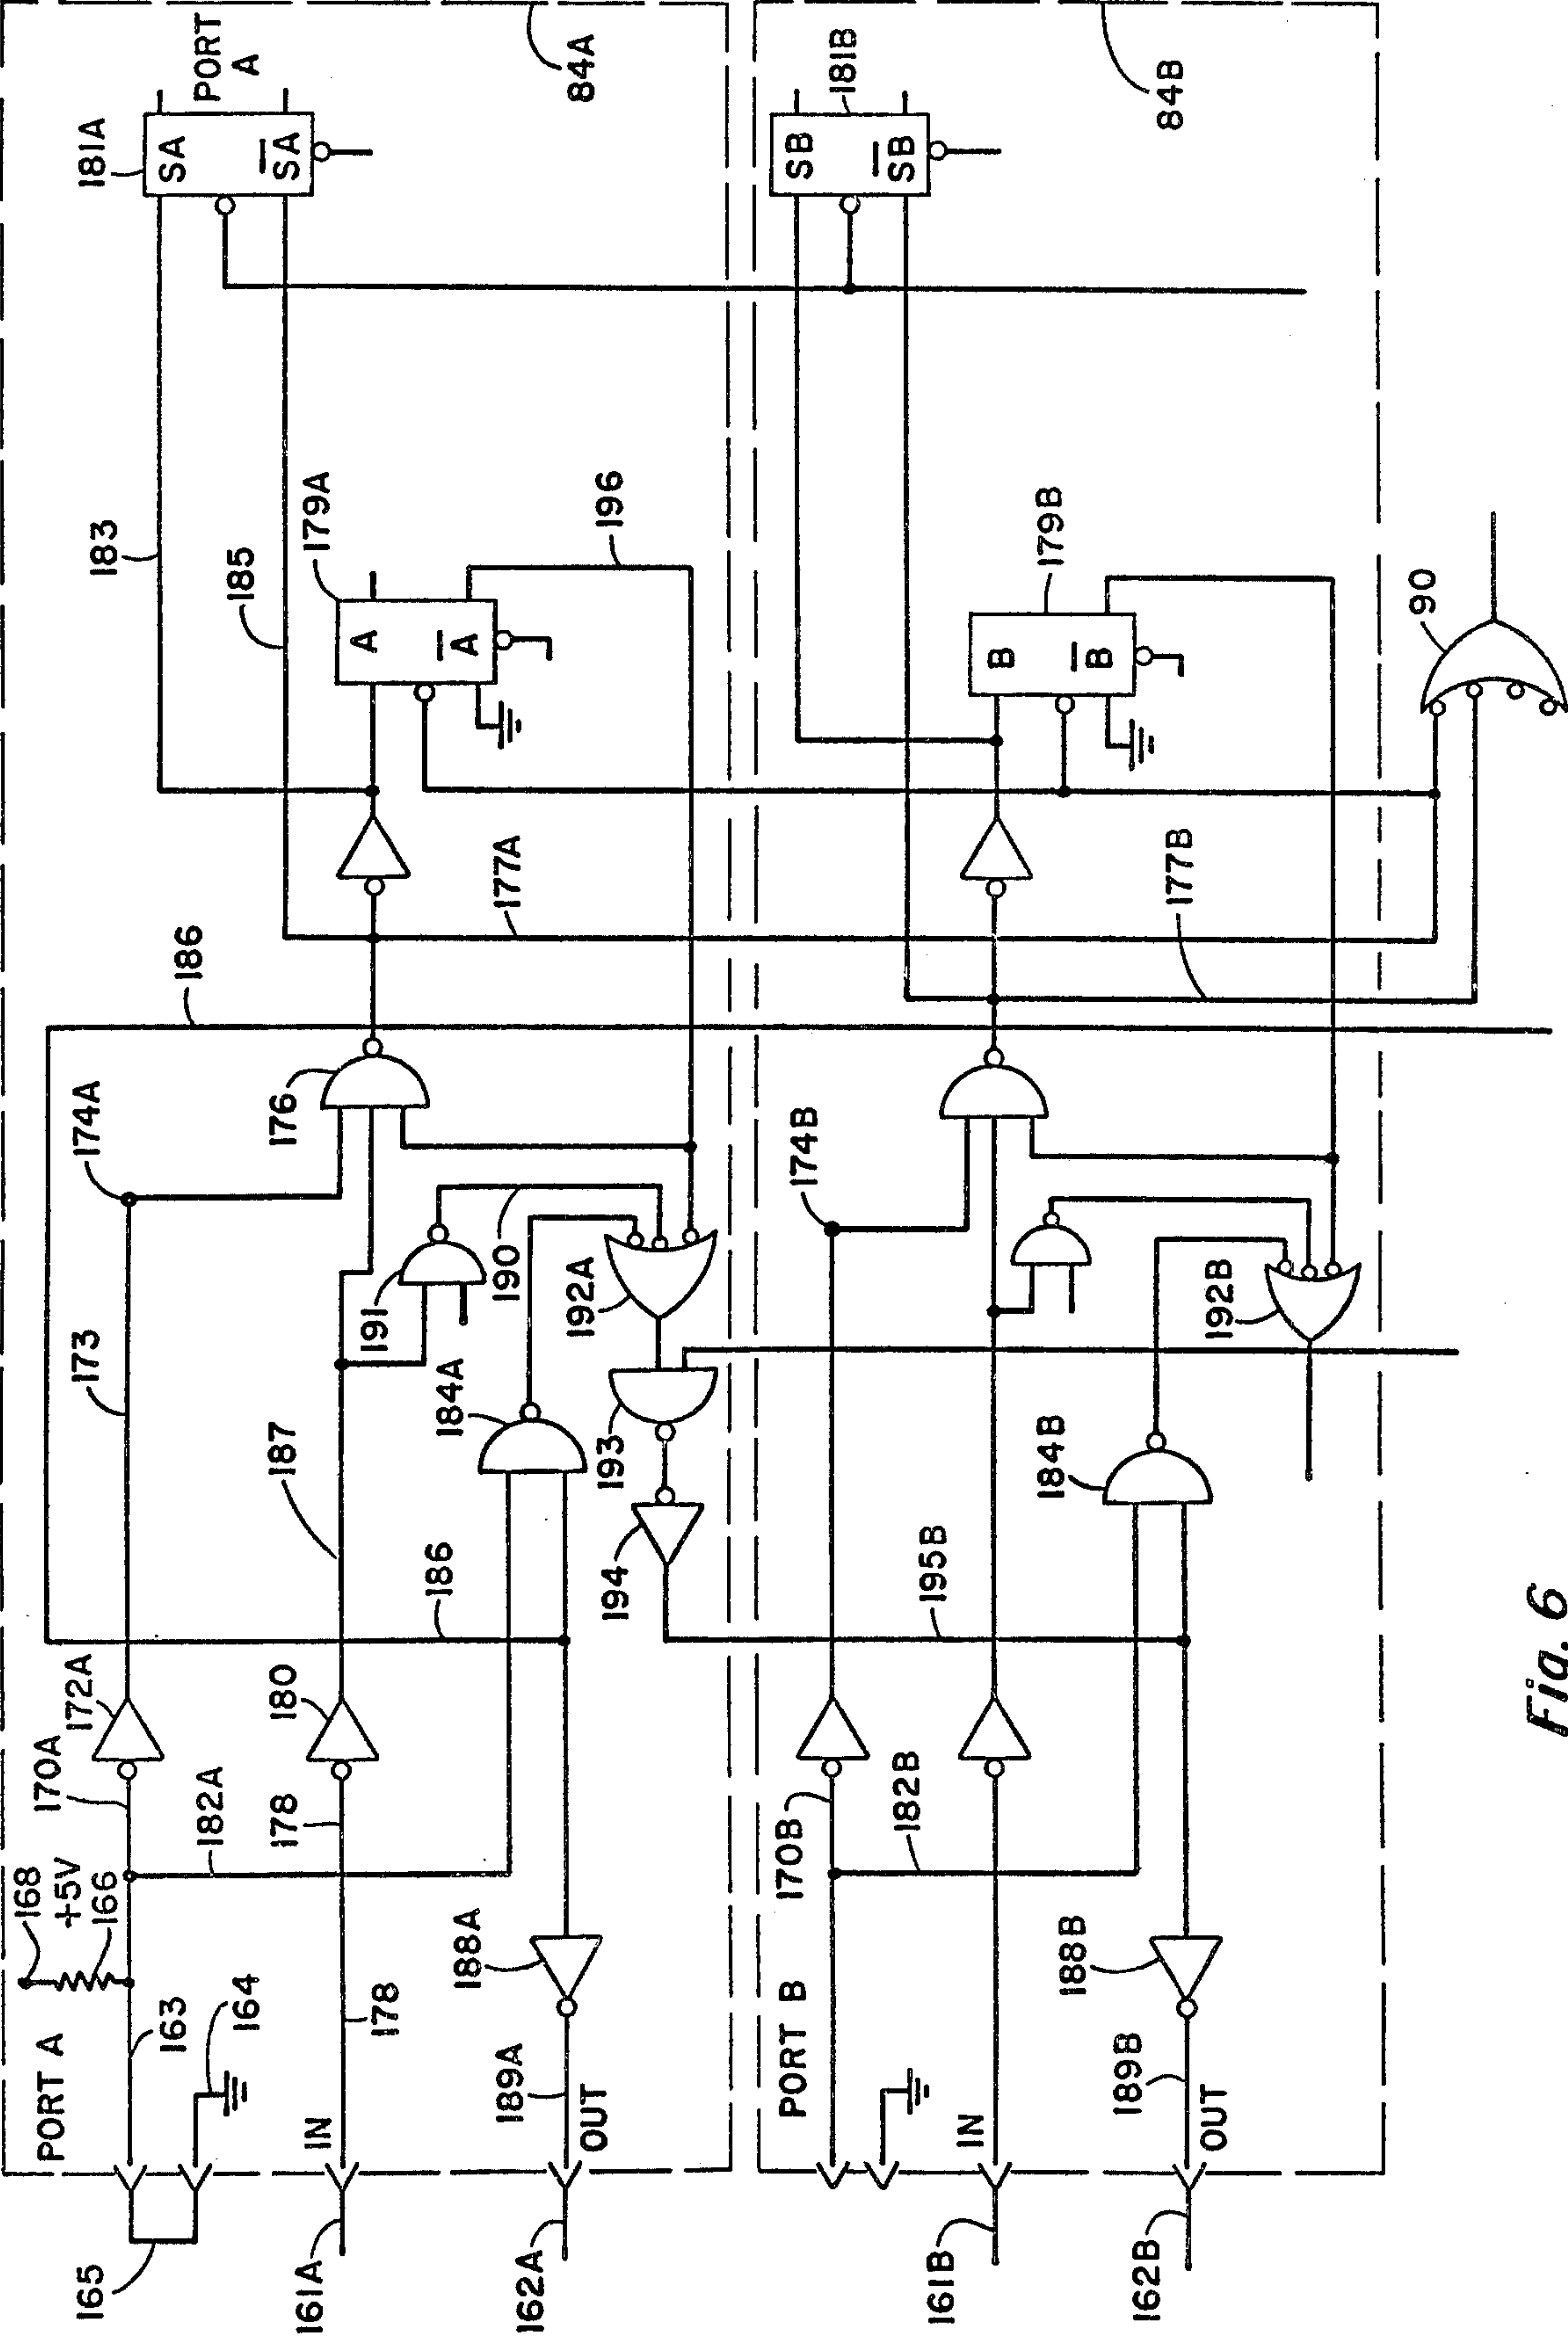 PORT A
168
+5V
166
163
164
165
170A
172A
173
174A
182A
178
178
180
187
IN
161A
186
186
176
191
190
184A
192A
193
194
188A
189A
OUT
162A
177A
183
185
179A
A
A̅
196
181A
SA
S̅A̅
PORT
A
84A
PORT B
170B
182B
174B
IN
161B
195B
184B
192B
188B
189B
OUT
162B
177B
179B
B
B̅
181B
SB
S̅B̅
84B
90
Fig. 6